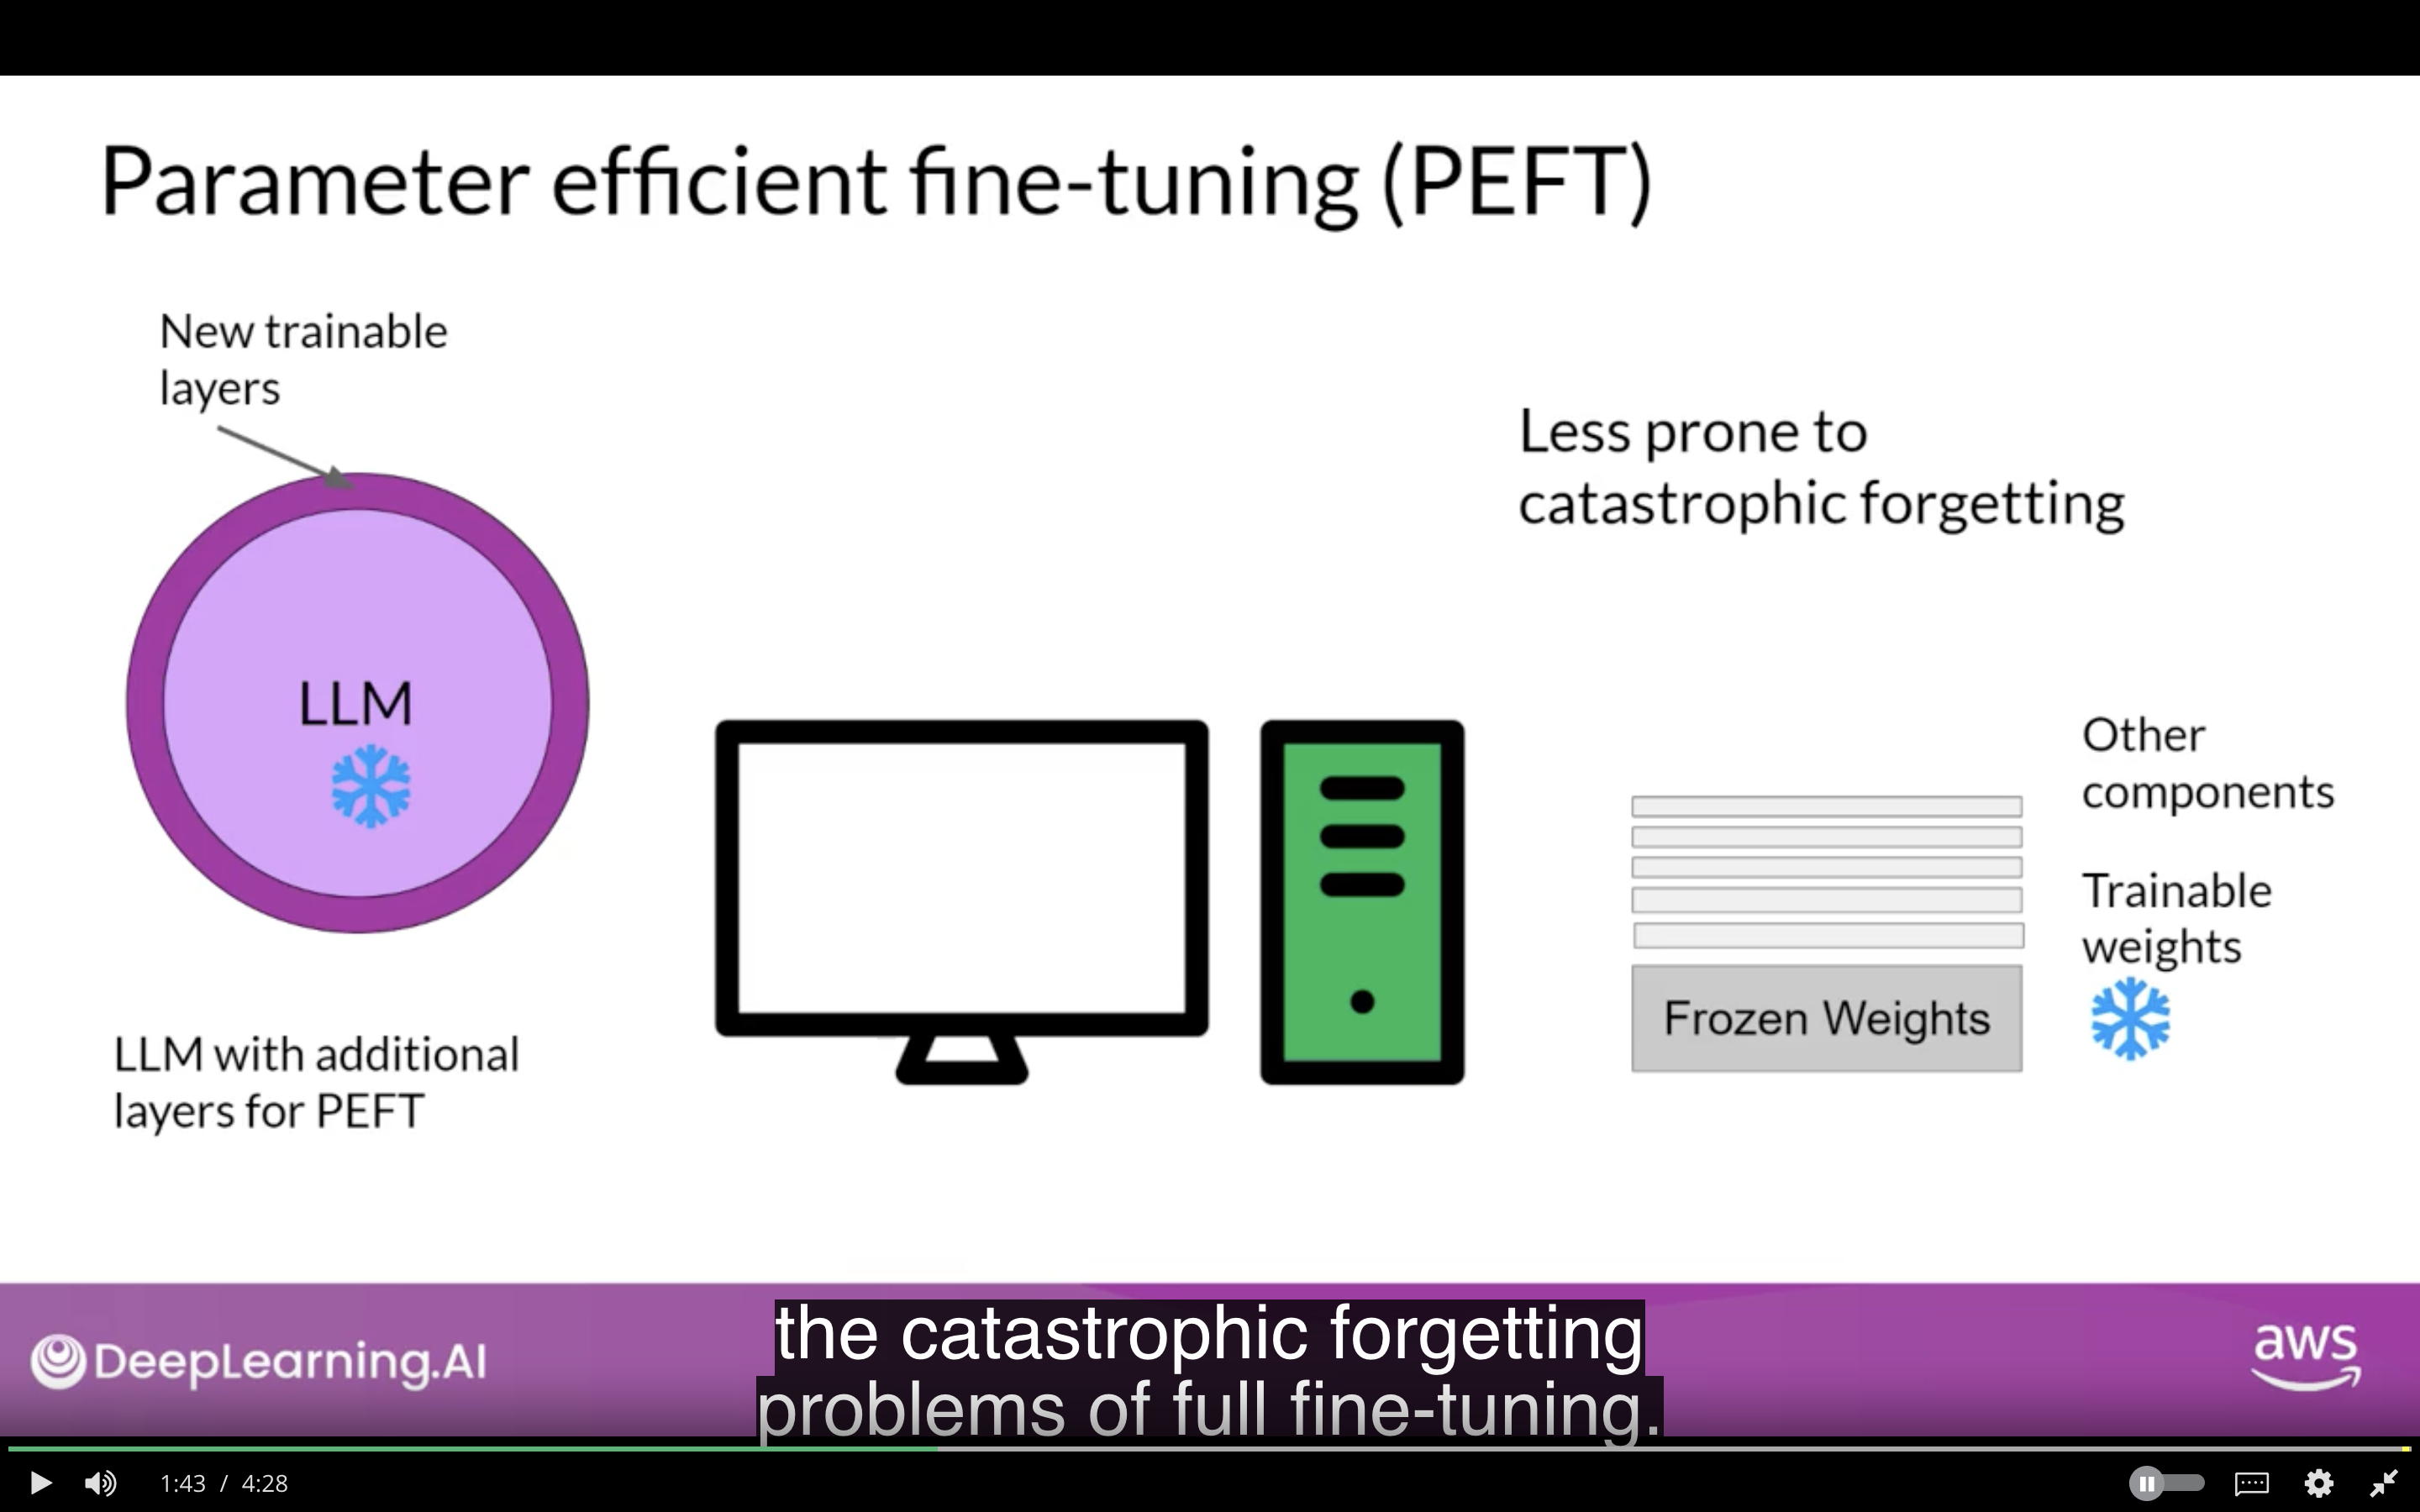 Parameter efficient fine-tuning (PEFT)
New trainable
layers
LLM
LLM with additional
layers for PEFT
Less prone to
catastrophic forgetting
Other
components
Trainable
weights
Frozen Weights
DeepLearning.AI
the catastrophic forgetting
problems of full fine-tuning.
aws
1:43 / 4:28